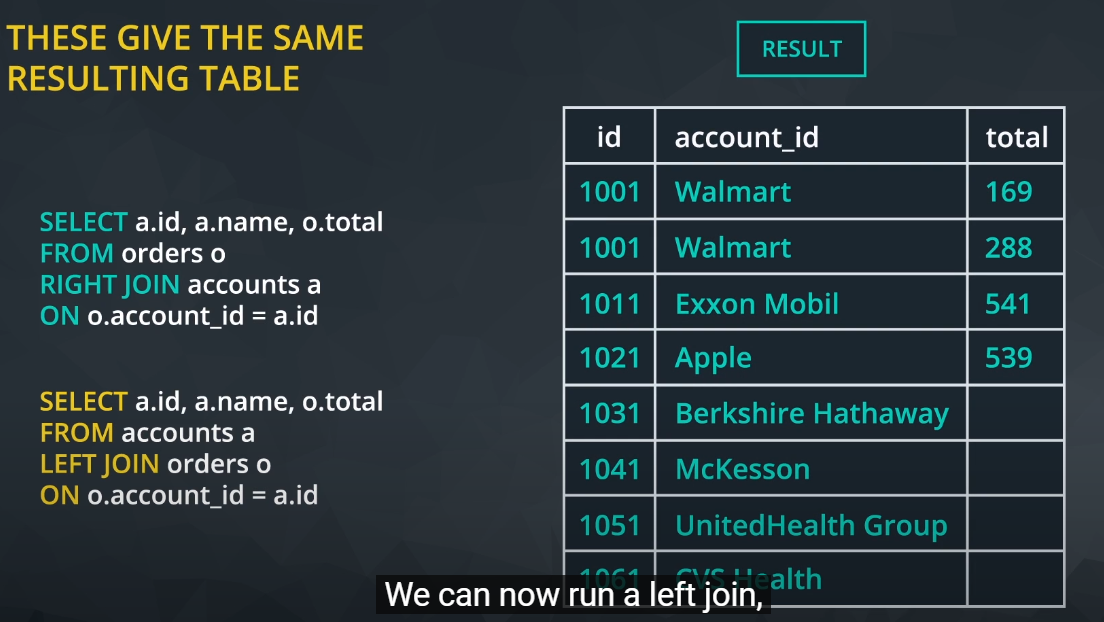 THESE GIVE THE SAME
RESULTING TABLE
SELECT a.id, a.name, o.total
FROM orders o
RIGHT JOIN accounts a
ON o.account_id = a.id
SELECT a.id, a.name, o.total
FROM accounts a
LEFT JOIN orders o
ON o.account_id = a.id
RESULT
id account_id total
1001 Walmart 169
1001 Walmart 288
1011 Exxon Mobil 541
1021 Apple 539
1031 Berkshire Hathaway
1041 McKesson
1051 UnitedHealth Group
1061 CVS Health
We can now run a left join,